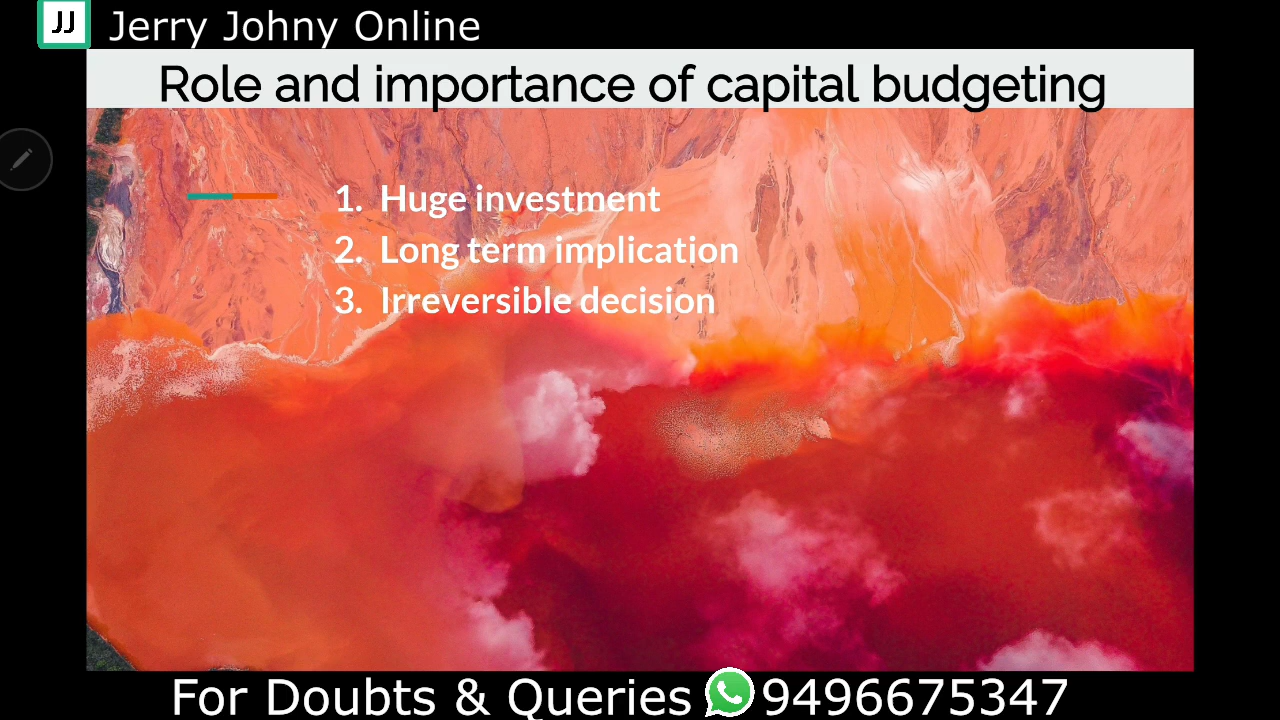 JJ Jerry Johny Online
Role and importance of capital budgeting
1. Huge investment
2. Long term implication
3. Irreversible decision
For Doubts & Queries 9496675347